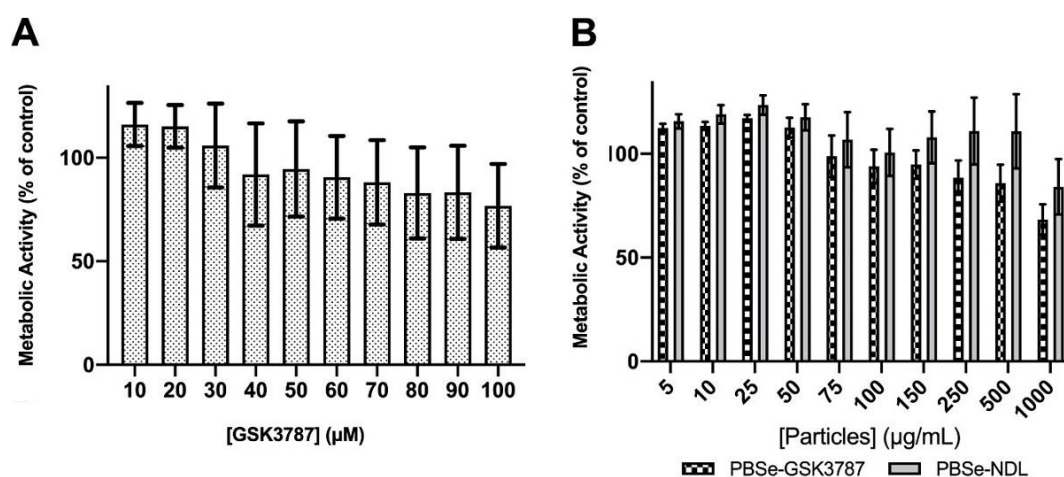 A
Metabolic Activity (% of control)
100
50
0
10 20 30 40 50 60 70 80 90 100
[GSK3787] (µM)
B
Metabolic Activity (% of control)
100
50
0
5 10 25 50 75 100 150 250 500 1000
[Particles] (µg/mL)
PBSe-GSK3787 PBSe-NDL